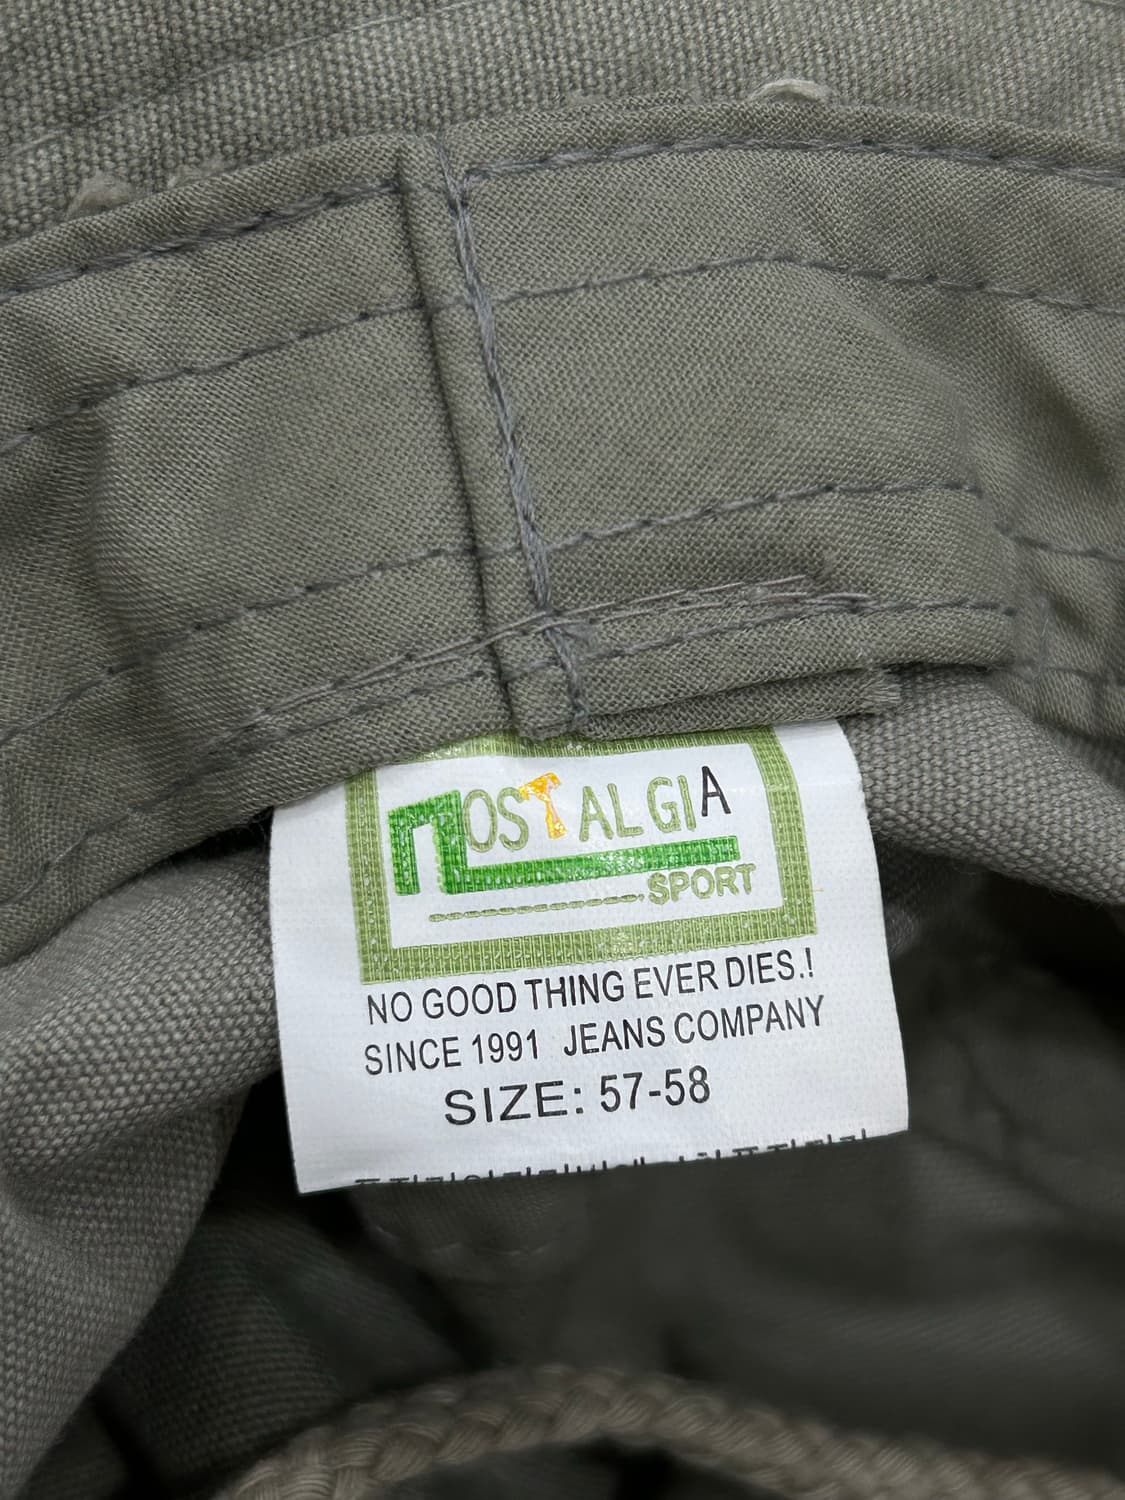 nOSTALGIA
SPORT
NO GOOD THING EVER DIES.!
SINCE 1991 JEANS COMPANY
SIZE: 57-58